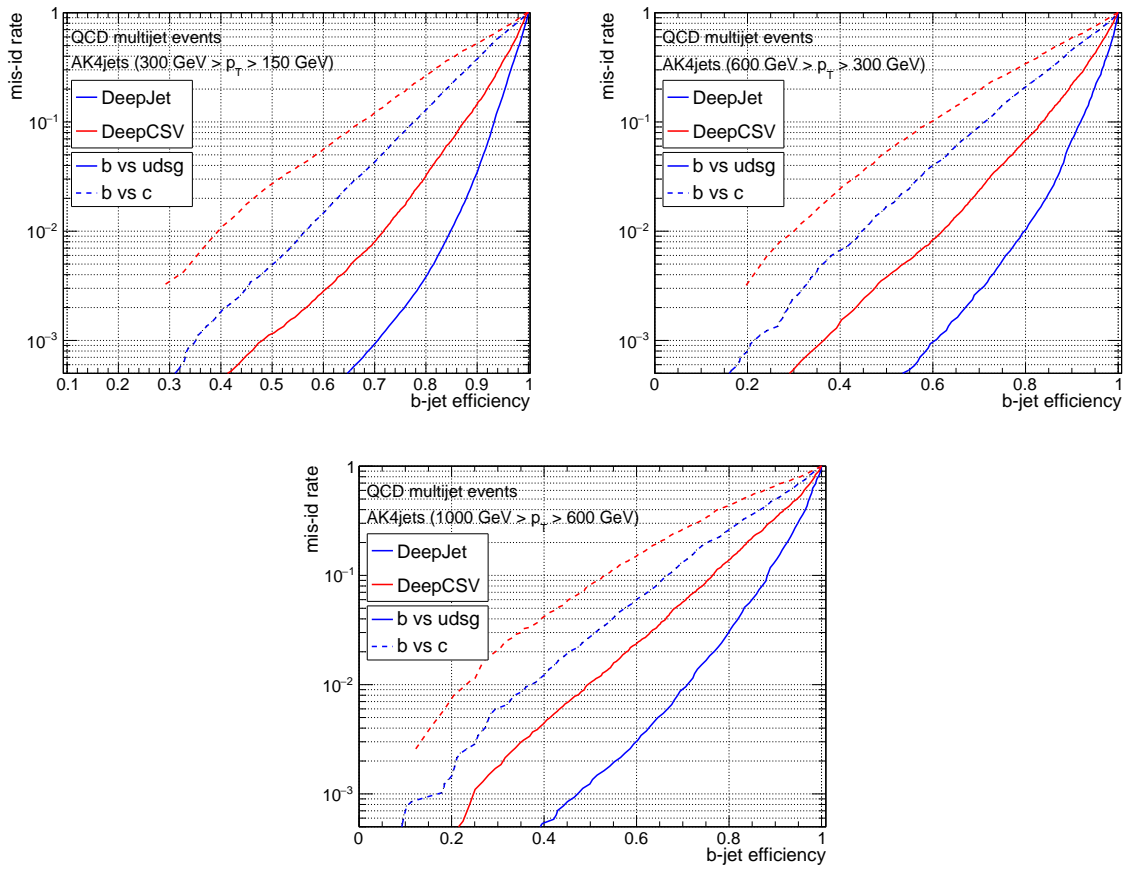 mis-id rate
QCD multijet events
AK4jets (300 GeV > p_T > 150 GeV)
DeepJet
DeepCSV
b vs udsg
b vs c
1
10⁻¹
10⁻²
10⁻³
0.1 0.2 0.3 0.4 0.5 0.6 0.7 0.8 0.9 1
b-jet efficiency
mis-id rate
QCD multijet events
AK4jets (600 GeV > p_T > 300 GeV)
DeepJet
DeepCSV
b vs udsg
b vs c
1
10⁻¹
10⁻²
10⁻³
0 0.2 0.4 0.6 0.8 1
b-jet efficiency
mis-id rate
QCD multijet events
AK4jets (1000 GeV > p_T > 600 GeV)
DeepJet
DeepCSV
b vs udsg
b vs c
1
10⁻¹
10⁻²
10⁻³
0 0.2 0.4 0.6 0.8 1
b-jet efficiency